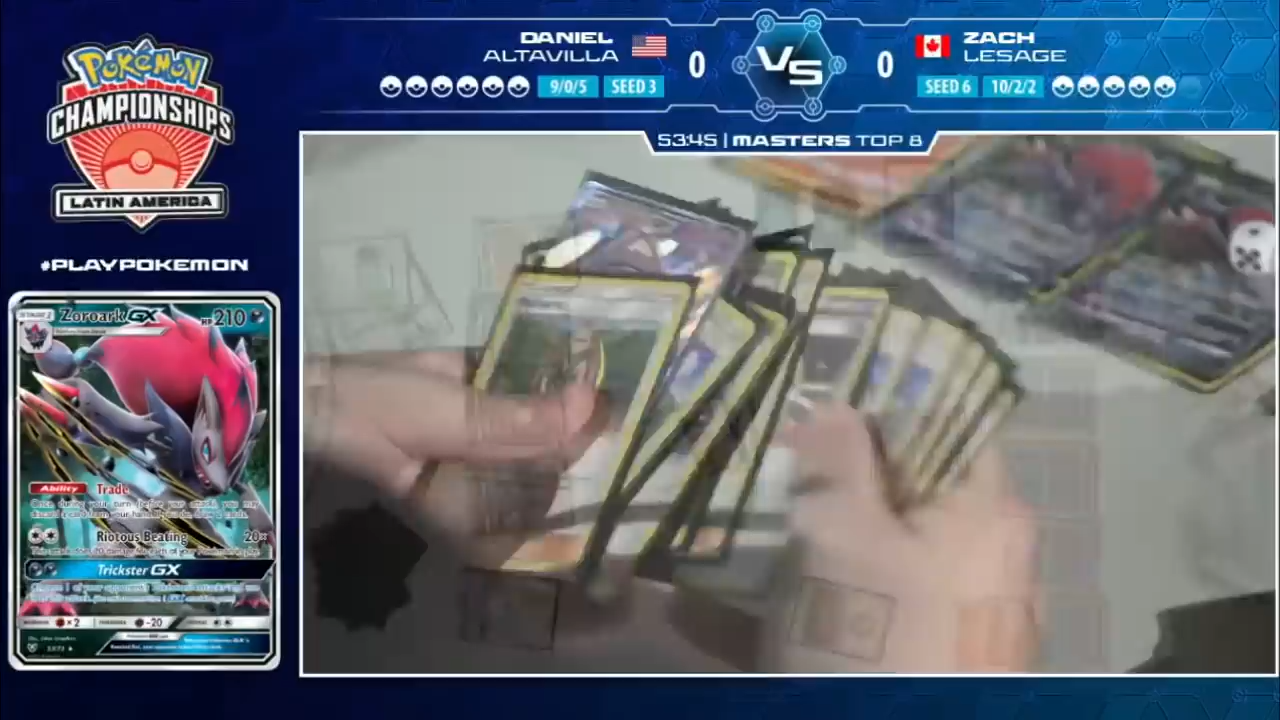 Pokémon
CHAMPIONSHIPS
LATIN AMERICA
#PLAYPOKEMON
DANIEL
ALTAVILLA
0
9/0/5
SEED 3
VS
0
ZACH
LESAGE
SEED 6
10/2/2
53:45 | MASTERS TOP 8
Zoroark GX
HP 210
Ability Trade
Riotous Beating 20×
Trickster GX
×2
-20